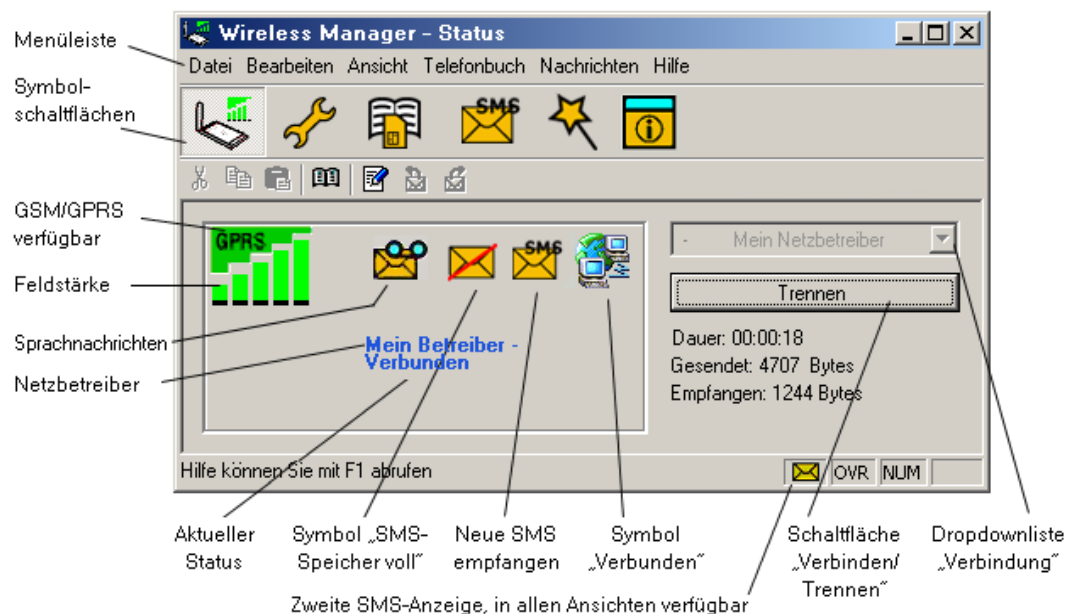 Wireless Manager - Status
Menüleiste
Datei Bearbeiten Ansicht Telefonbuch Nachrichten Hilfe
Symbol-
schaltflächen
SMS
GSM/GPRS
verfügbar
GPRS
SMS
- Mein Netzbetreiber
Feldstärke
Trennen
Sprachnachrichten
Mein Betreiber -
Verbunden
Dauer: 00:00:18
Gesendet: 4707 Bytes
Empfangen: 1244 Bytes
Netzbetreiber
Hilfe können Sie mit F1 abrufen
OVR NUM
Aktueller
Status
Symbol „SMS-
Speicher voll"
Neue SMS
empfangen
Symbol
„Verbunden"
Schaltfläche
„Verbinden/
Trennen"
Dropdownliste
„Verbindung"
Zweite SMS-Anzeige, in allen Ansichten verfügbar